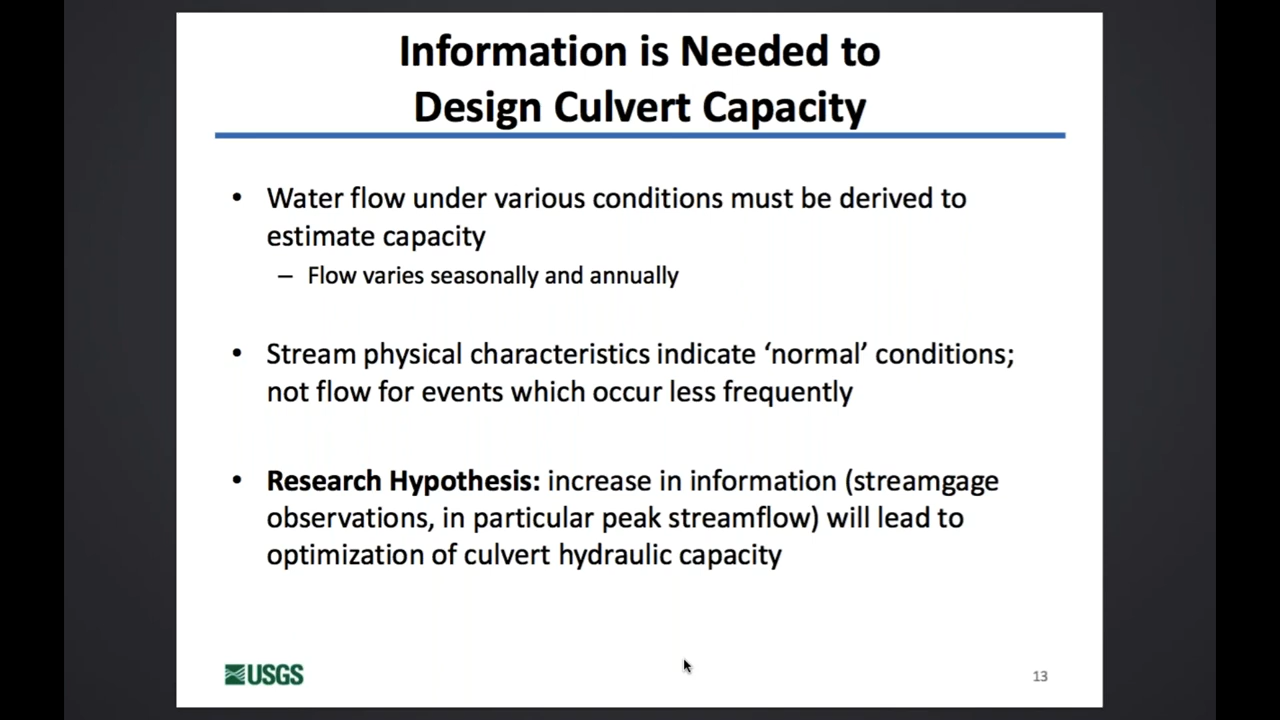 Information is Needed to
Design Culvert Capacity
• Water flow under various conditions must be derived to
estimate capacity
– Flow varies seasonally and annually
• Stream physical characteristics indicate ‘normal’ conditions;
not flow for events which occur less frequently
• Research Hypothesis: increase in information (streamgage
observations, in particular peak streamflow) will lead to
optimization of culvert hydraulic capacity
USGS
13